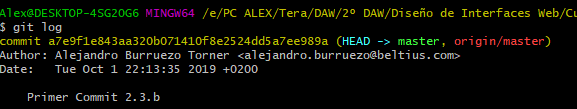 Alex@DESKTOP-4SG2OG6 MINGW64 /e/PC ALEX/Tera/DAW/2º DAW/Diseño de Interfaces Web/Cu
$ git log
commit a7e9f1e843aa320b071410f8e2524dd5a7ee989a (HEAD -> master, origin/master)
Author: Alejandro Burruezo Torner <alejandro.burruezo@beltius.com>
Date:   Tue Oct 1 22:13:35 2019 +0200
    Primer Commit 2.3.b